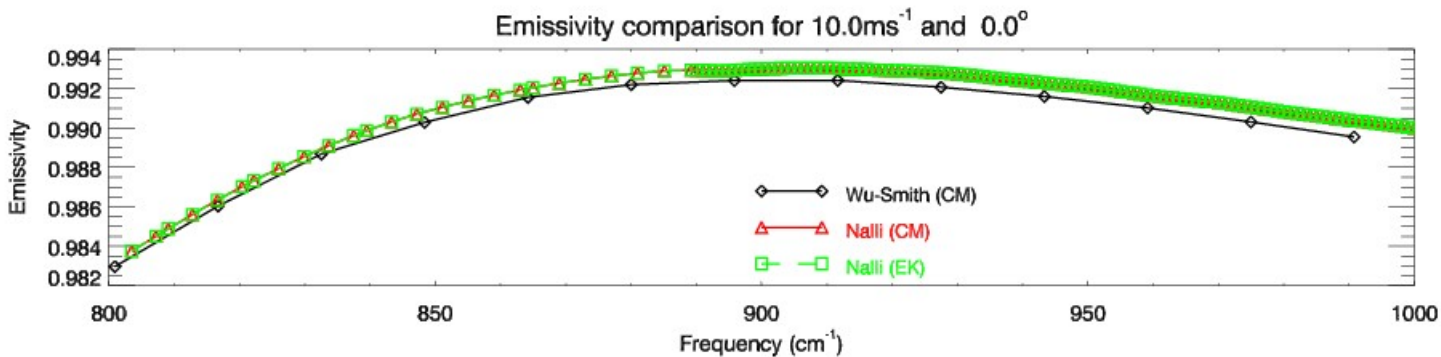 Emissivity comparison for 10.0ms⁻¹ and 0.0°
0.994
0.992
0.990
0.988
0.986
0.984
0.982
Emissivity
Wu-Smith (CM)
Nalli (CM)
Nalli (EK)
800 850 900 950 1000
Frequency (cm⁻¹)